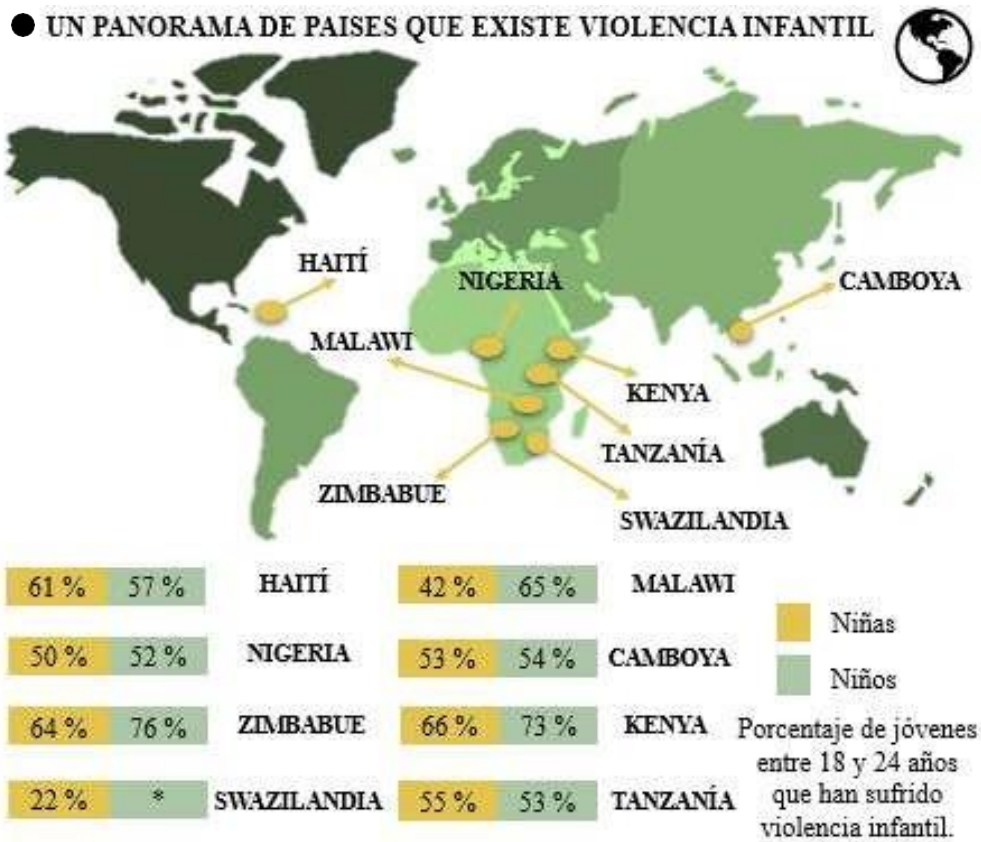 ● UN PANORAMA DE PAISES QUE EXISTE VIOLENCIA INFANTIL
HAITÍ
NIGERIA
CAMBOYA
MALAWI
KENYA
TANZANÍA
ZIMBABUE
SWAZILANDIA
61 % 57 % HAITÍ
42 % 65 % MALAWI
50 % 52 % NIGERIA
53 % 54 % CAMBOYA
64 % 76 % ZIMBABUE
66 % 73 % KENYA
22 % * SWAZILANDIA
55 % 53 % TANZANÍA
Niñas
Niños
Porcentaje de jóvenes
entre 18 y 24 años
que han sufrido
violencia infantil.